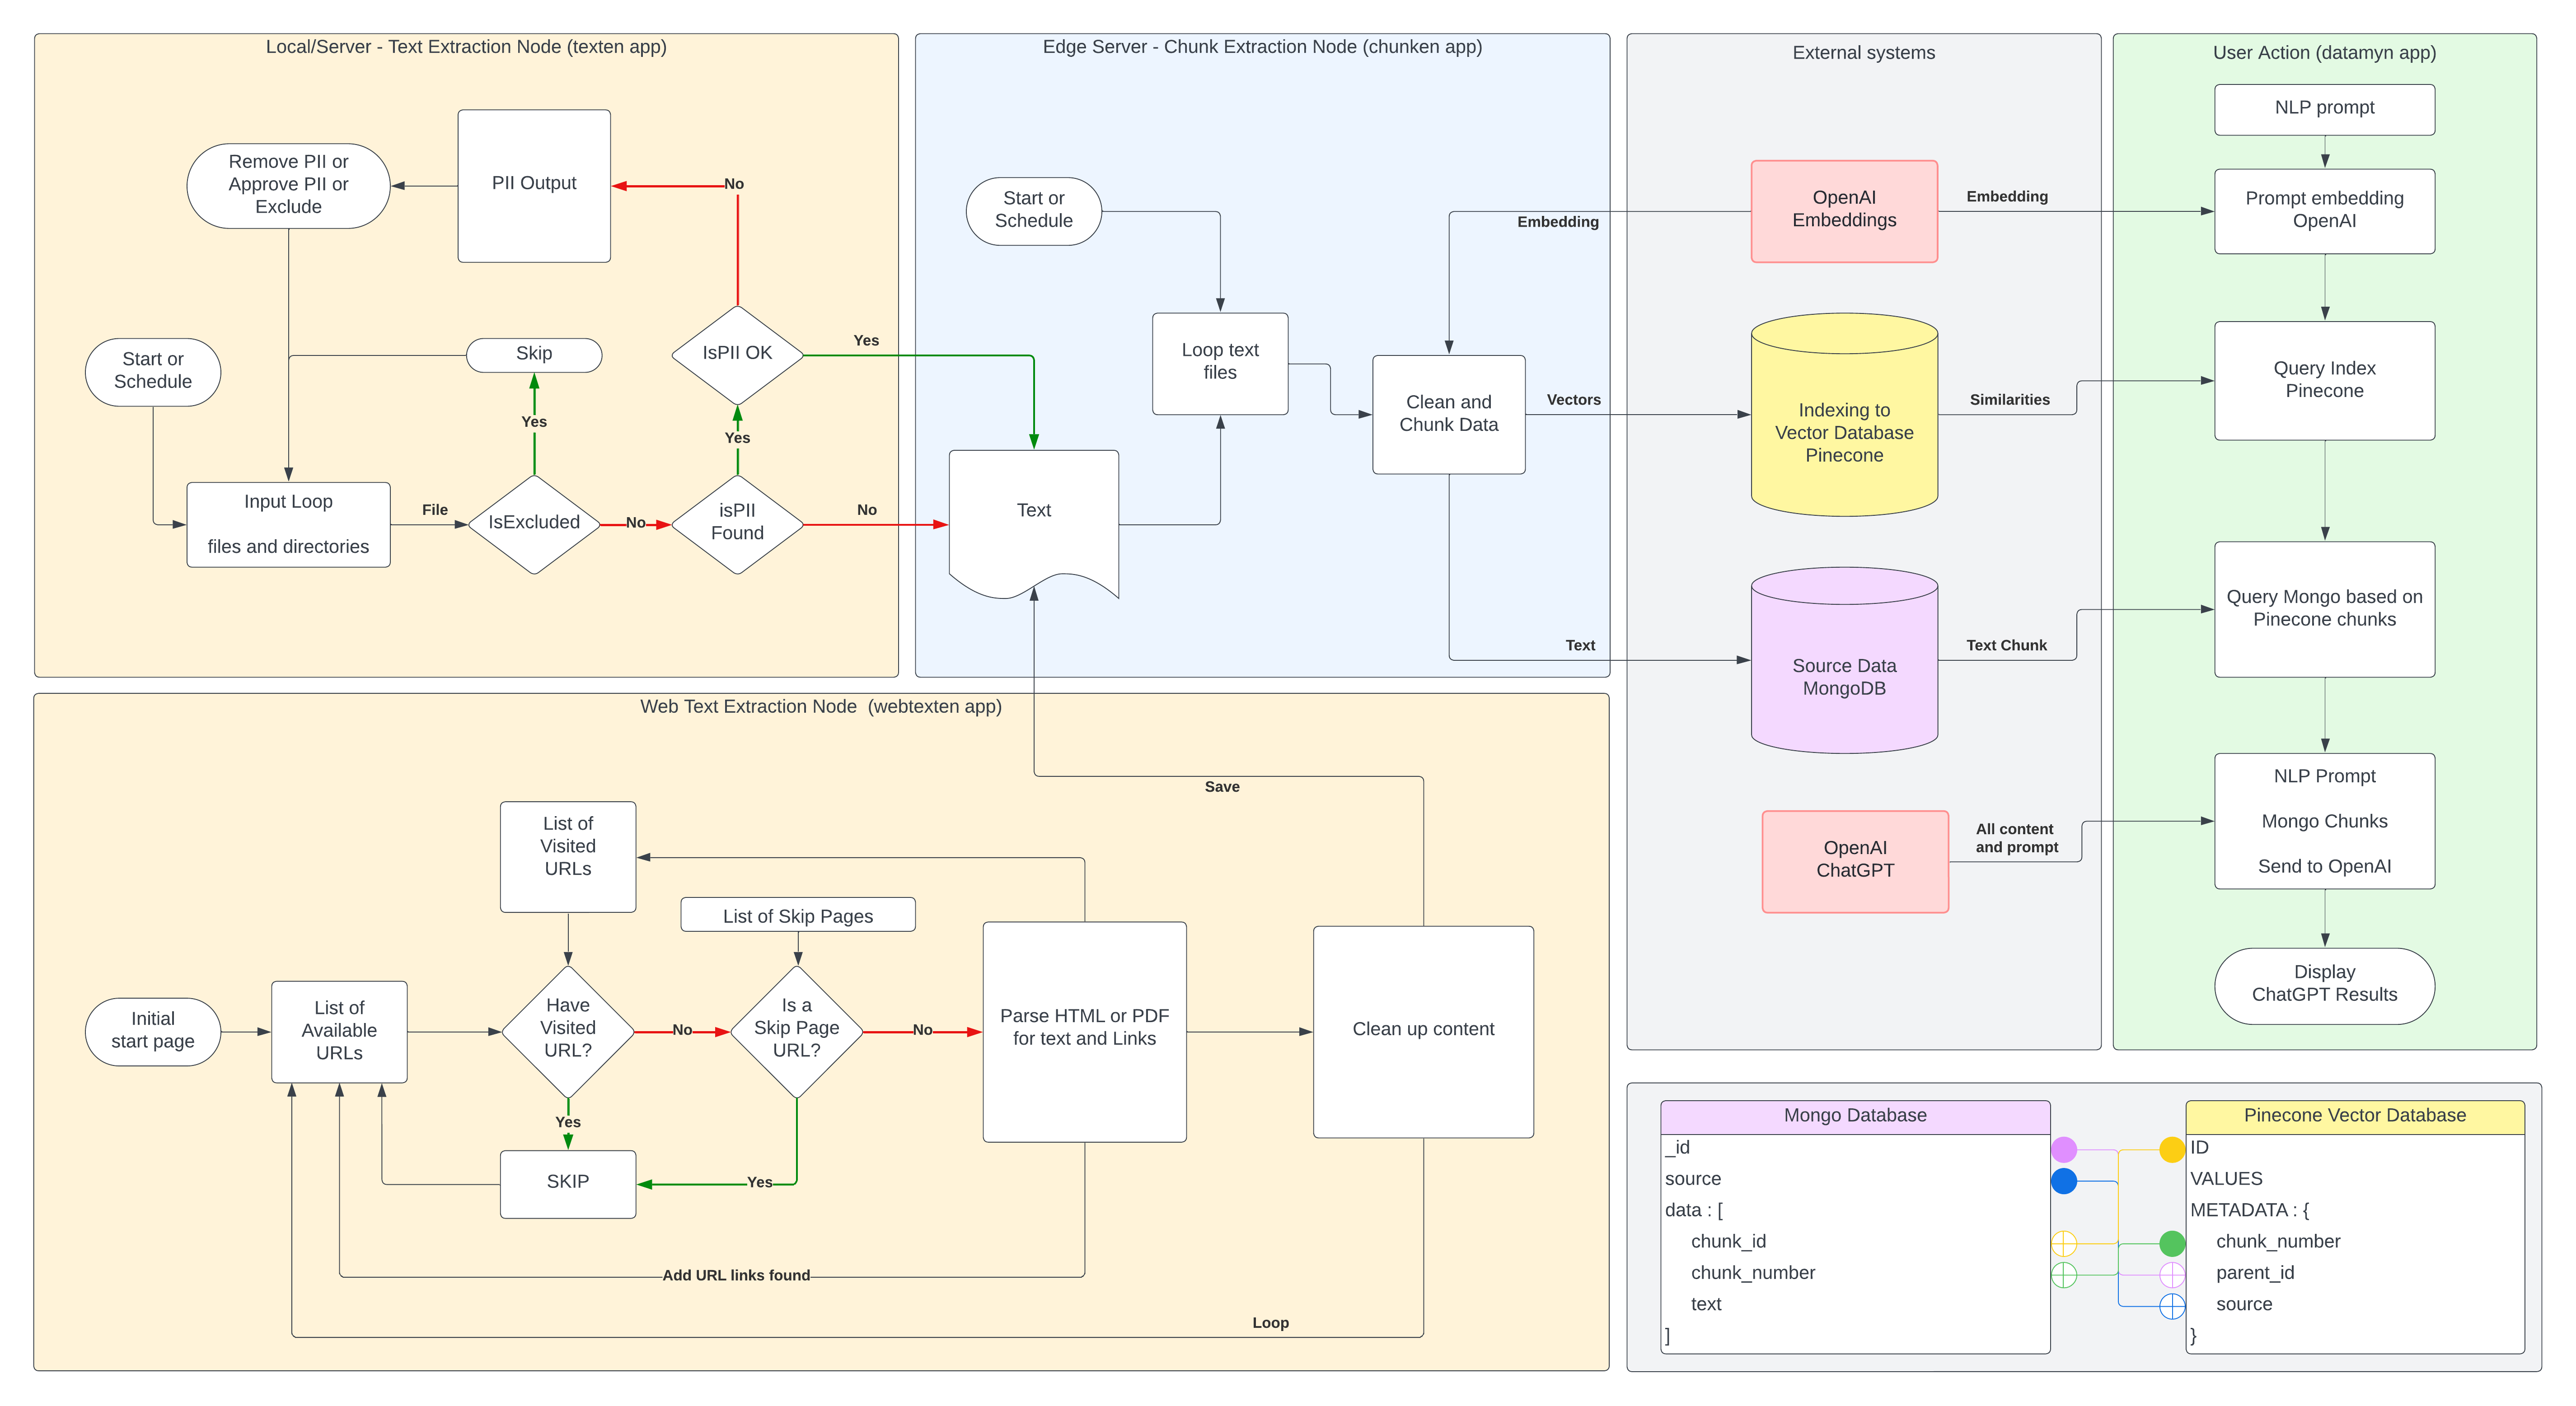 Local/Server - Text Extraction Node (texten app)
Remove PII or
Approve PII or
Exclude
PII Output
No
Start or
Schedule
Skip
IsPII OK
Yes
Yes
Yes
Input Loop
files and directories
File
IsExcluded
No
isPII
Found
No
Edge Server - Chunk Extraction Node (chunken app)
Start or
Schedule
Embedding
Loop text
files
Clean and
Chunk Data
Vectors
Text
Text
External systems
OpenAI
Embeddings
Embedding
Indexing to
Vector Database
Pinecone
Similarities
Source Data
MongoDB
Text Chunk
OpenAI
ChatGPT
All content
and prompt
User Action (datamyn app)
NLP prompt
Prompt embedding
OpenAI
Query Index
Pinecone
Query Mongo based on
Pinecone chunks
NLP Prompt
Mongo Chunks
Send to OpenAI
Display
ChatGPT Results
Web Text Extraction Node (webtexten app)
Save
List of
Visited
URLs
List of Skip Pages
Initial
start page
List of
Available
URLs
Have
Visited
URL?
No
Is a
Skip Page
URL?
No
Parse HTML or PDF
for text and Links
Clean up content
Yes
SKIP
Yes
Add URL links found
Loop
Mongo Database
_id
source
data : [
chunk_id
chunk_number
text
]
Pinecone Vector Database
ID
VALUES
METADATA : {
chunk_number
parent_id
source
}